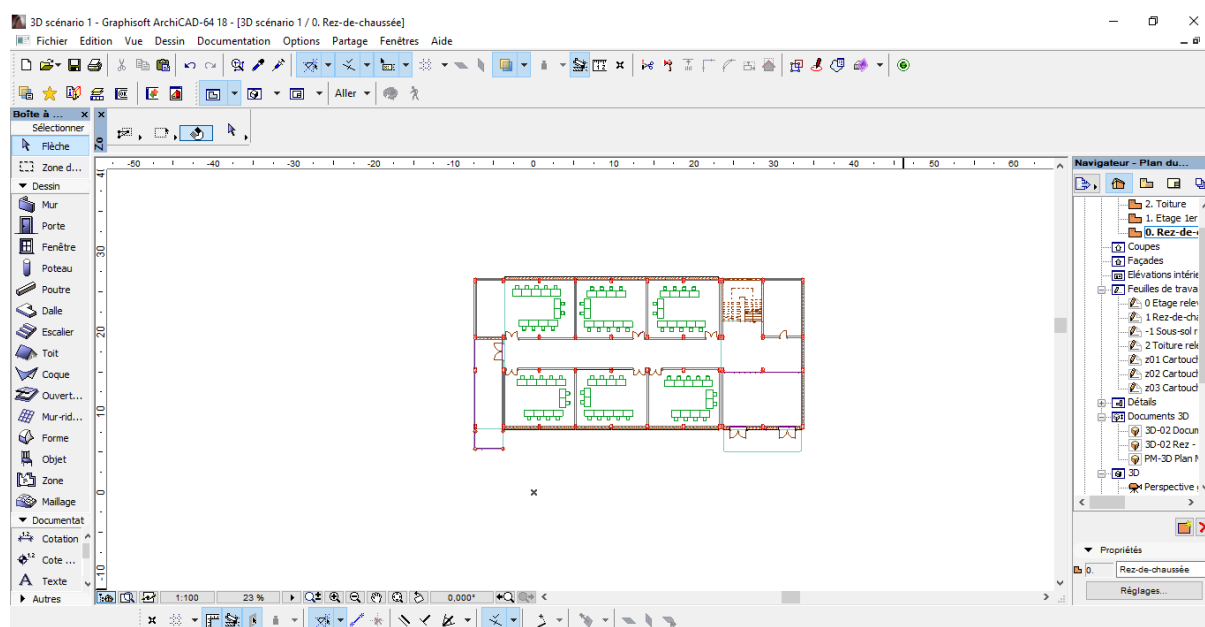 3D scénario 1 - Graphisoft ArchiCAD-64 18 - [3D scénario 1 / 0. Rez-de-chaussée]
Fichier Edition Vue Dessin Documentation Options Partage Fenêtres Aide
Aller
Boîte à ...
Sélectionner
Flèche
Zone d...
Dessin
Mur
Porte
Fenêtre
Poteau
Poutre
Dalle
Escalier
Toit
Coque
Ouvert...
Mur-rid...
Forme
Objet
Zone
Maillage
Documentat
Cotation
Cote ...
Texte
Autres
-50 -40 -30 -20 -10 0 10 20 30 40 50 60
30
20
10
0
-10
1:100 23 % 0,000°
Navigateur - Plan du...
2. Toiture
1. Etage 1er
0. Rez-de-
Coupes
Façades
Elévations intérie
Feuilles de trava
0 Etage rele
1 Rez-de-cha
-1 Sous-sol r
2 Toiture rele
z01 Cartouch
z02 Cartouch
z03 Cartouch
Détails
Documents 3D
3D-02 Docum
3D-02 Rez -
PM-3D Plan
3D
Perspective
Propriétés
0. Rez-de-chaussée
Réglages...